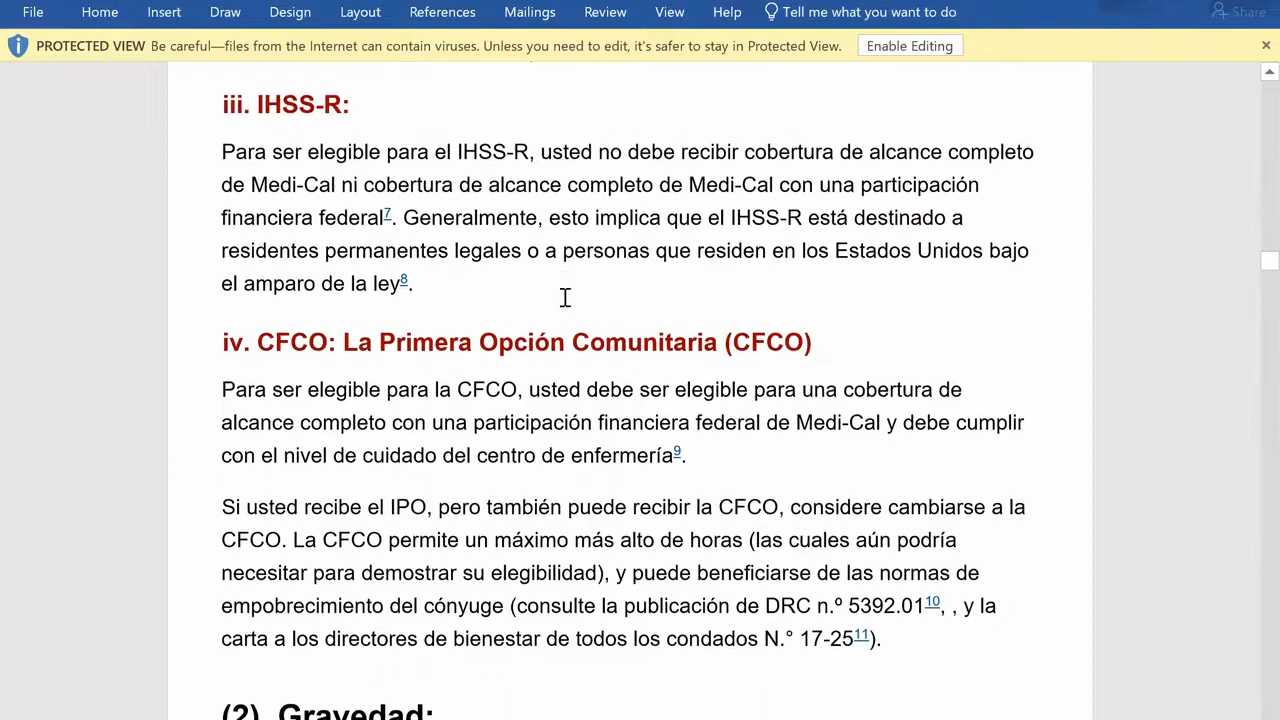 File Home Insert Draw Design Layout References Mailings Review View Help Tell me what you want to do Share
PROTECTED VIEW Be careful—files from the Internet can contain viruses. Unless you need to edit, it's safer to stay in Protected View. Enable Editing
iii. IHSS-R:
Para ser elegible para el IHSS-R, usted no debe recibir cobertura de alcance completo
de Medi-Cal ni cobertura de alcance completo de Medi-Cal con una participación
financiera federal7. Generalmente, esto implica que el IHSS-R está destinado a
residentes permanentes legales o a personas que residen en los Estados Unidos bajo
el amparo de la ley8.
iv. CFCO: La Primera Opción Comunitaria (CFCO)
Para ser elegible para la CFCO, usted debe ser elegible para una cobertura de
alcance completo con una participación financiera federal de Medi-Cal y debe cumplir
con el nivel de cuidado del centro de enfermería9.
Si usted recibe el IPO, pero también puede recibir la CFCO, considere cambiarse a la
CFCO. La CFCO permite un máximo más alto de horas (las cuales aún podría
necesitar para demostrar su elegibilidad), y puede beneficiarse de las normas de
empobrecimiento del cónyuge (consulte la publicación de DRC n.º 5392.0110, , y la
carta a los directores de bienestar de todos los condados N.° 17-2511).
(2) Gravedad: